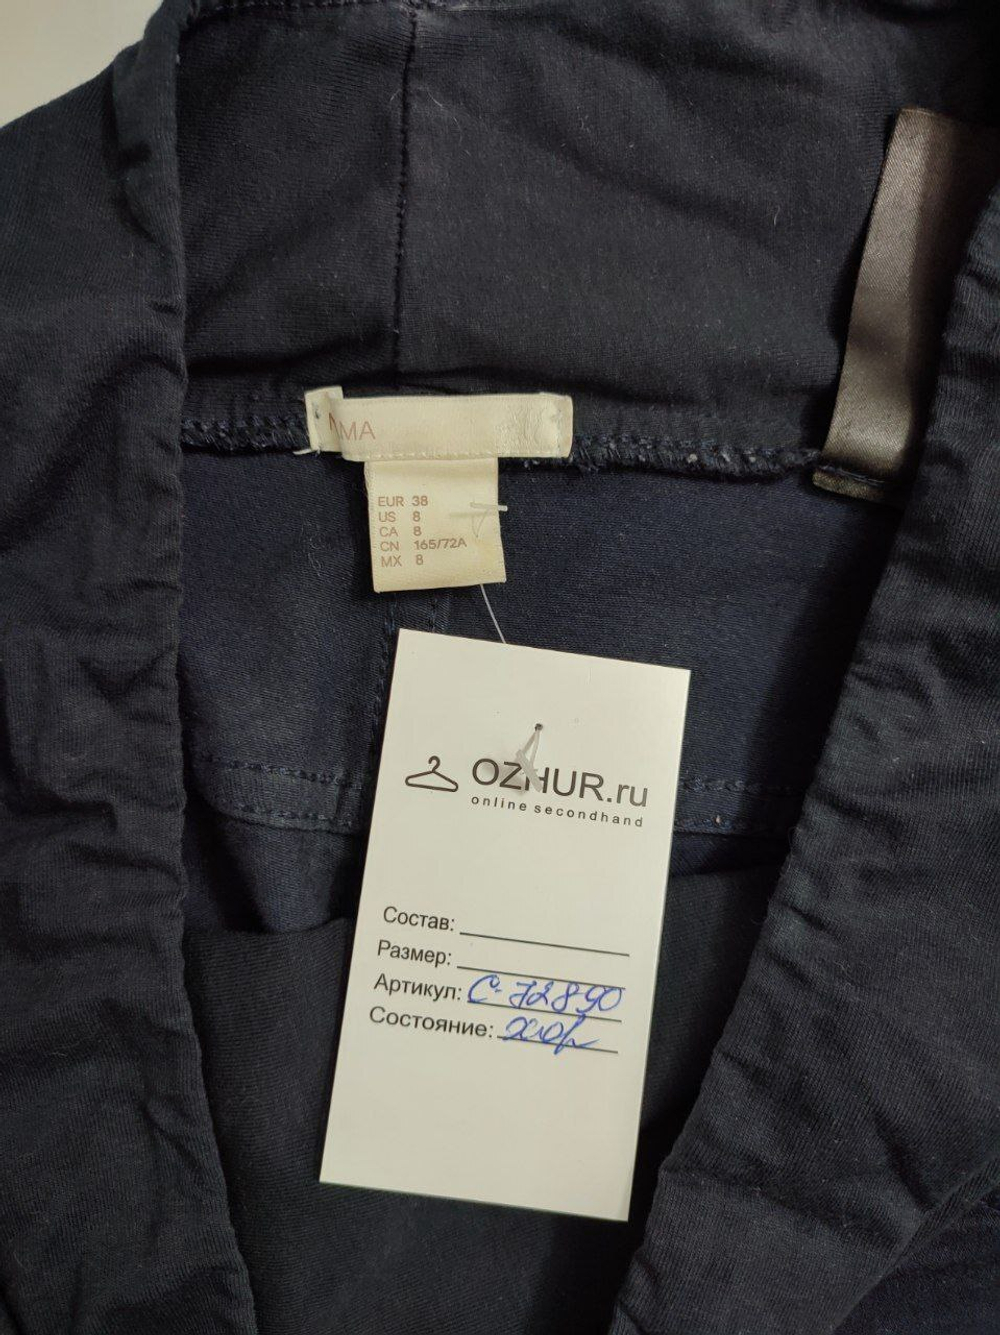 MA
EUR 38
US 8
CA 8
CN 165/72A
MX 8
OZHUR.ru
online secondhand
Состав:
Размер:
Артикул: С-72890
Состояние: хор